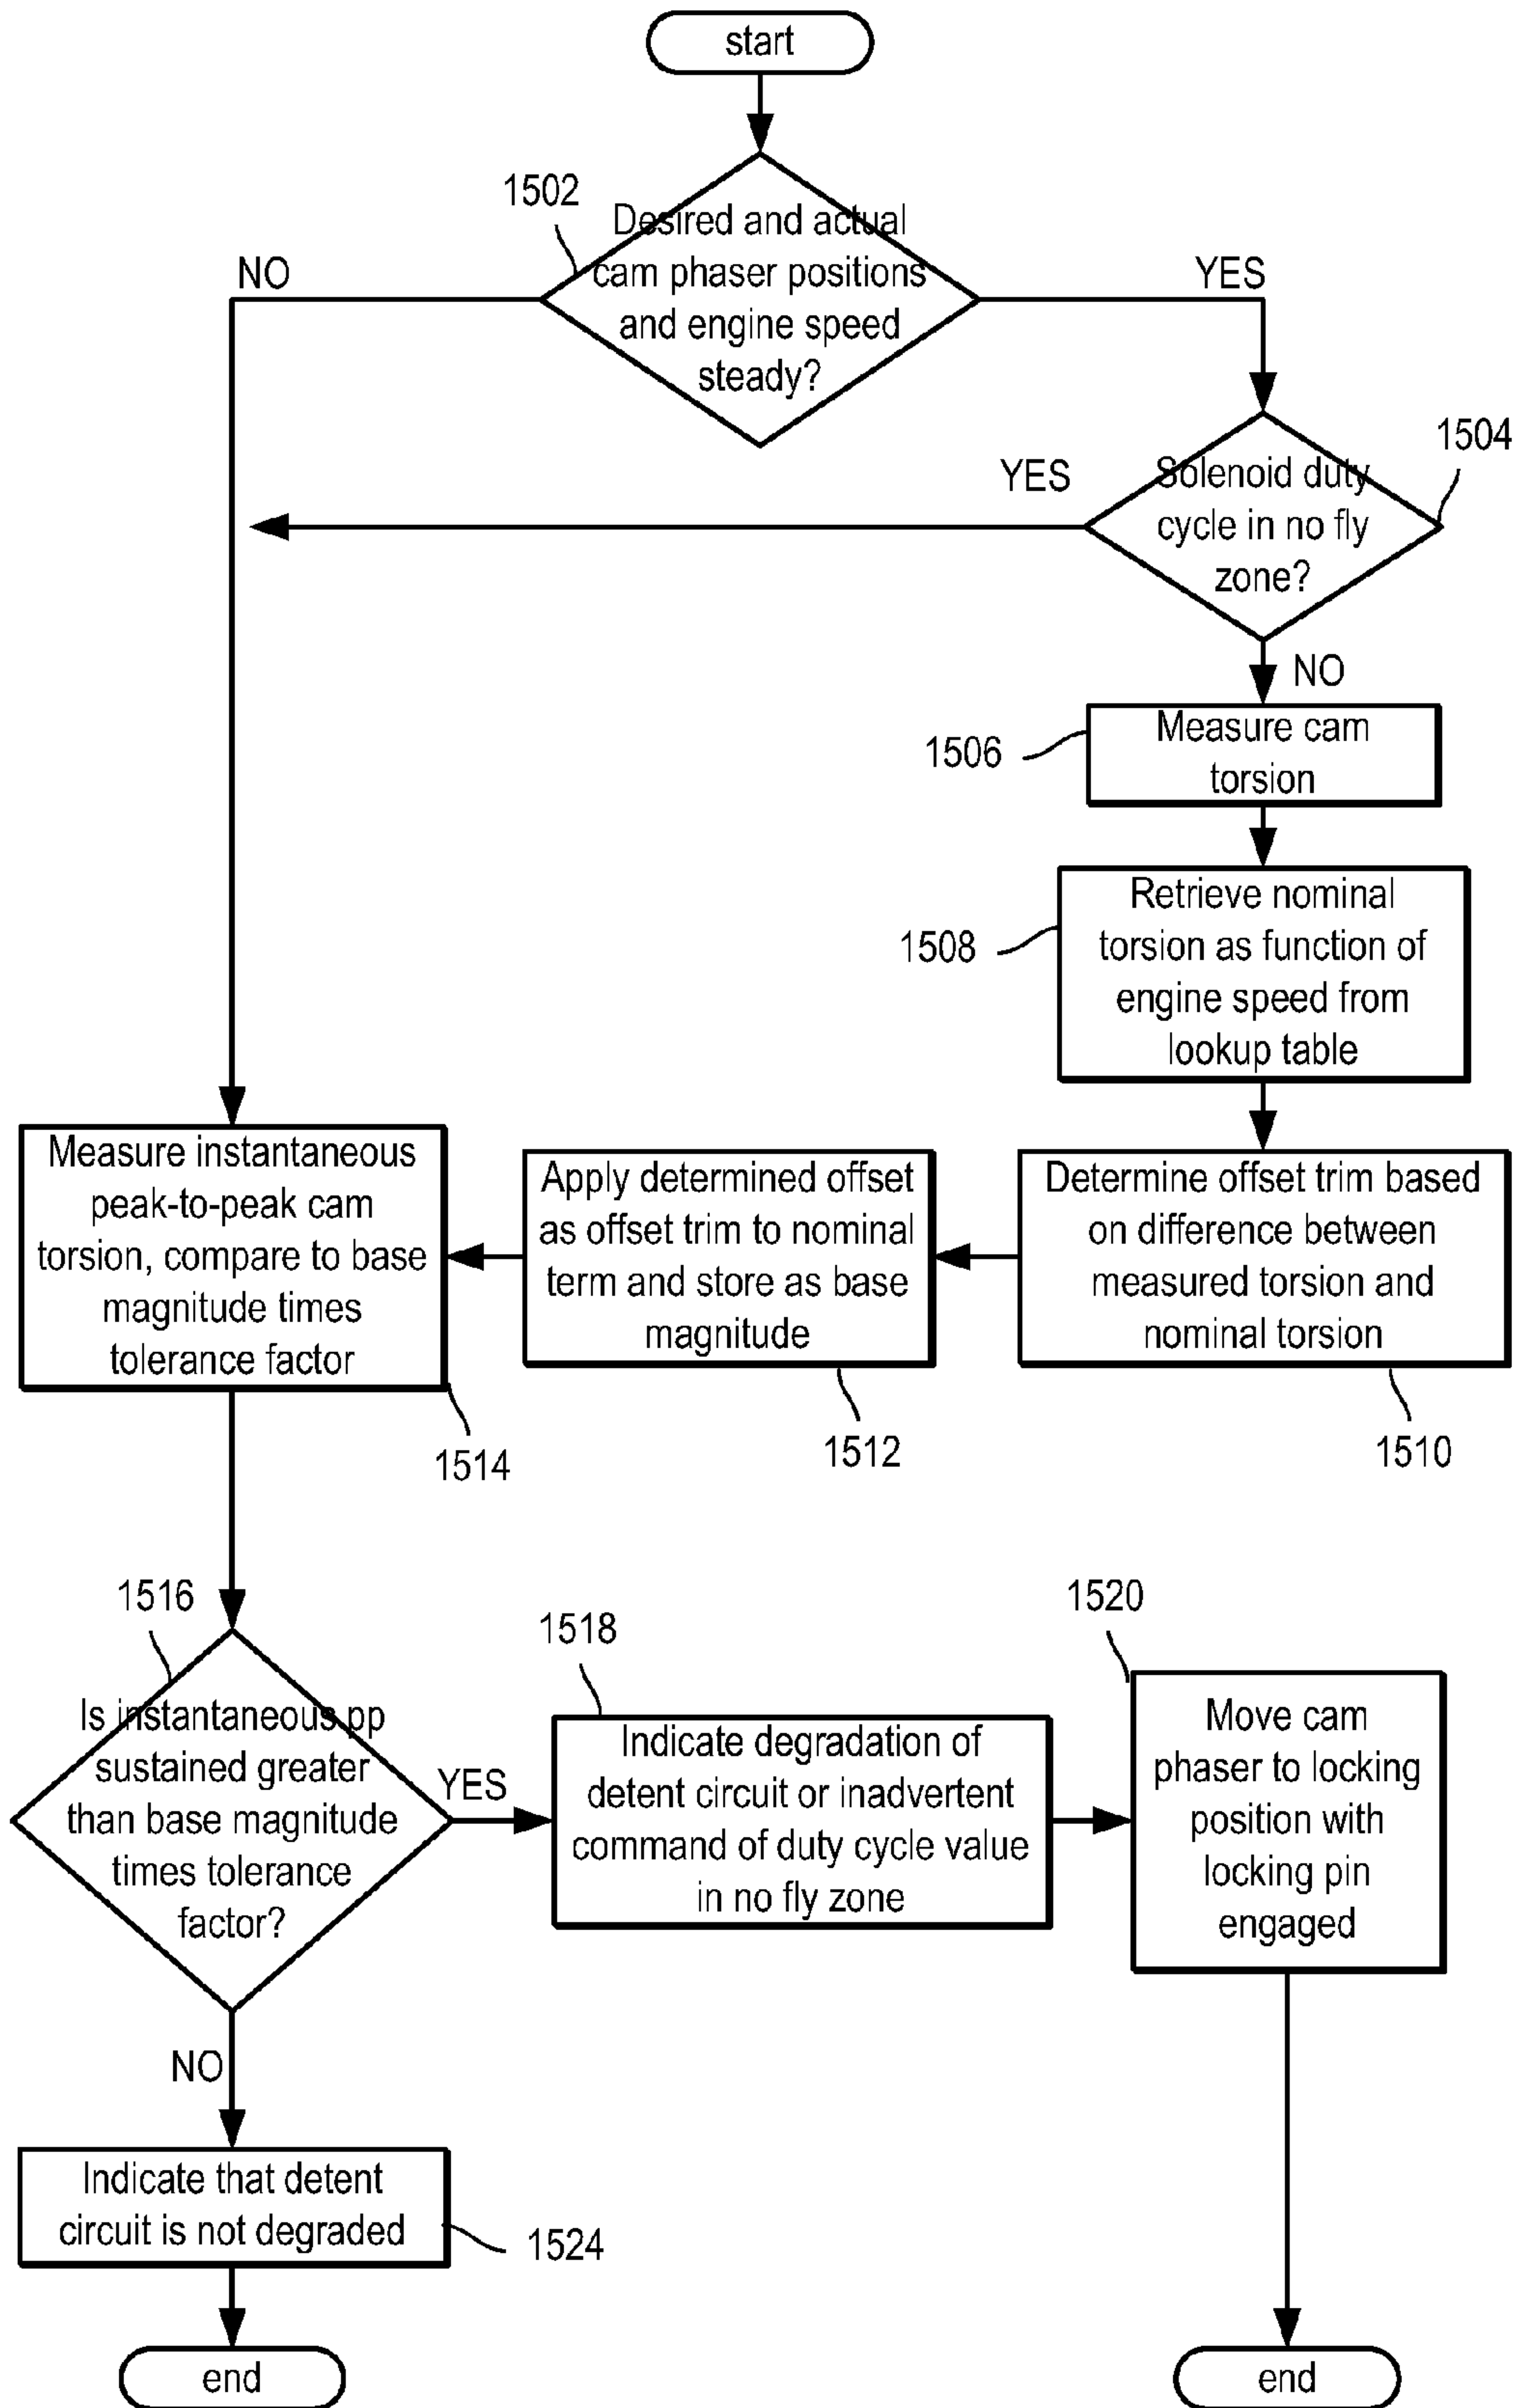 start
1502
Desired and actual
cam phaser positions
and engine speed
steady?
NO
YES
1504
YES
Solenoid duty
cycle in no fly
zone?
NO
1506
Measure cam
torsion
1508
Retrieve nominal
torsion as function of
engine speed from
lookup table
Measure instantaneous
peak-to-peak cam
torsion, compare to base
magnitude times
tolerance factor
Apply determined offset
as offset trim to nominal
term and store as base
magnitude
Determine offset trim based
on difference between
measured torsion and
nominal torsion
1514
1512
1510
1516
Is instantaneous pp
sustained greater
than base magnitude
times tolerance
factor?
YES
1518
Indicate degradation of
detent circuit or inadvertent
command of duty cycle value
in no fly zone
1520
Move cam
phaser to locking
position with
locking pin
engaged
NO
Indicate that detent
circuit is not degraded
1524
end
end